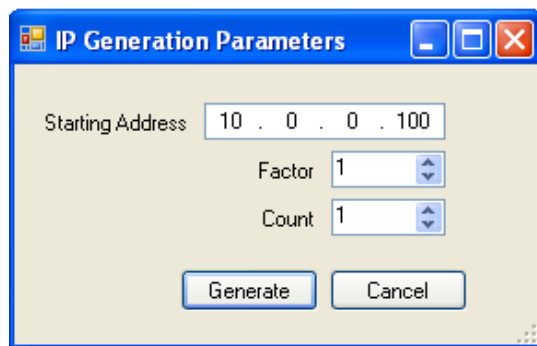 IP Generation Parameters
Starting Address 10 . 0 . 0 . 100
Factor 1
Count 1
Generate Cancel